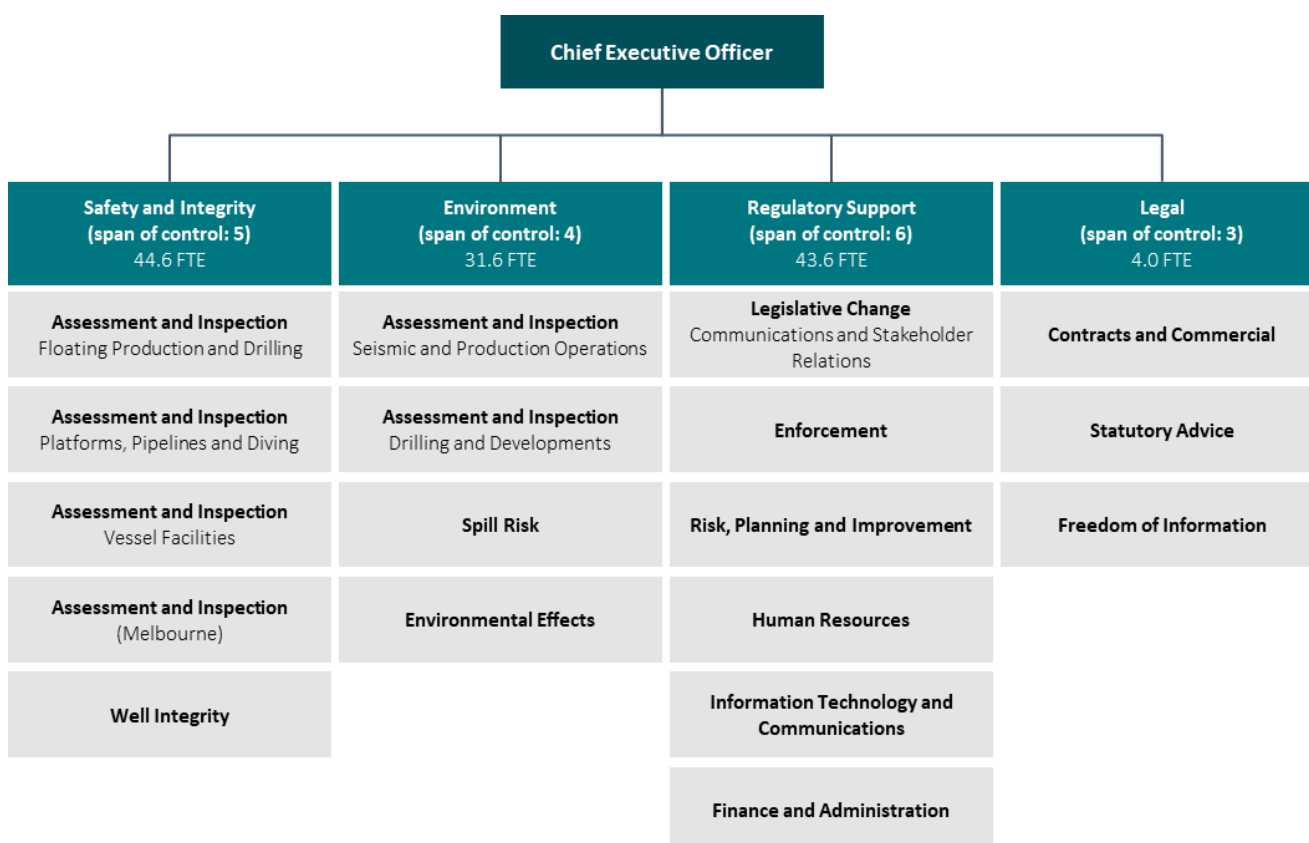 Chief Executive Officer
Safety and Integrity
(span of control: 5)
44.6 FTE
Environment
(span of control: 4)
31.6 FTE
Regulatory Support
(span of control: 6)
43.6 FTE
Legal
(span of control: 3)
4.0 FTE
Assessment and Inspection
Floating Production and Drilling
Assessment and Inspection
Platforms, Pipelines and Diving
Assessment and Inspection
Vessel Facilities
Assessment and Inspection
(Melbourne)
Well Integrity
Assessment and Inspection
Seismic and Production Operations
Assessment and Inspection
Drilling and Developments
Spill Risk
Environmental Effects
Legislative Change
Communications and Stakeholder
Relations
Enforcement
Risk, Planning and Improvement
Human Resources
Information Technology and
Communications
Finance and Administration
Contracts and Commercial
Statutory Advice
Freedom of Information